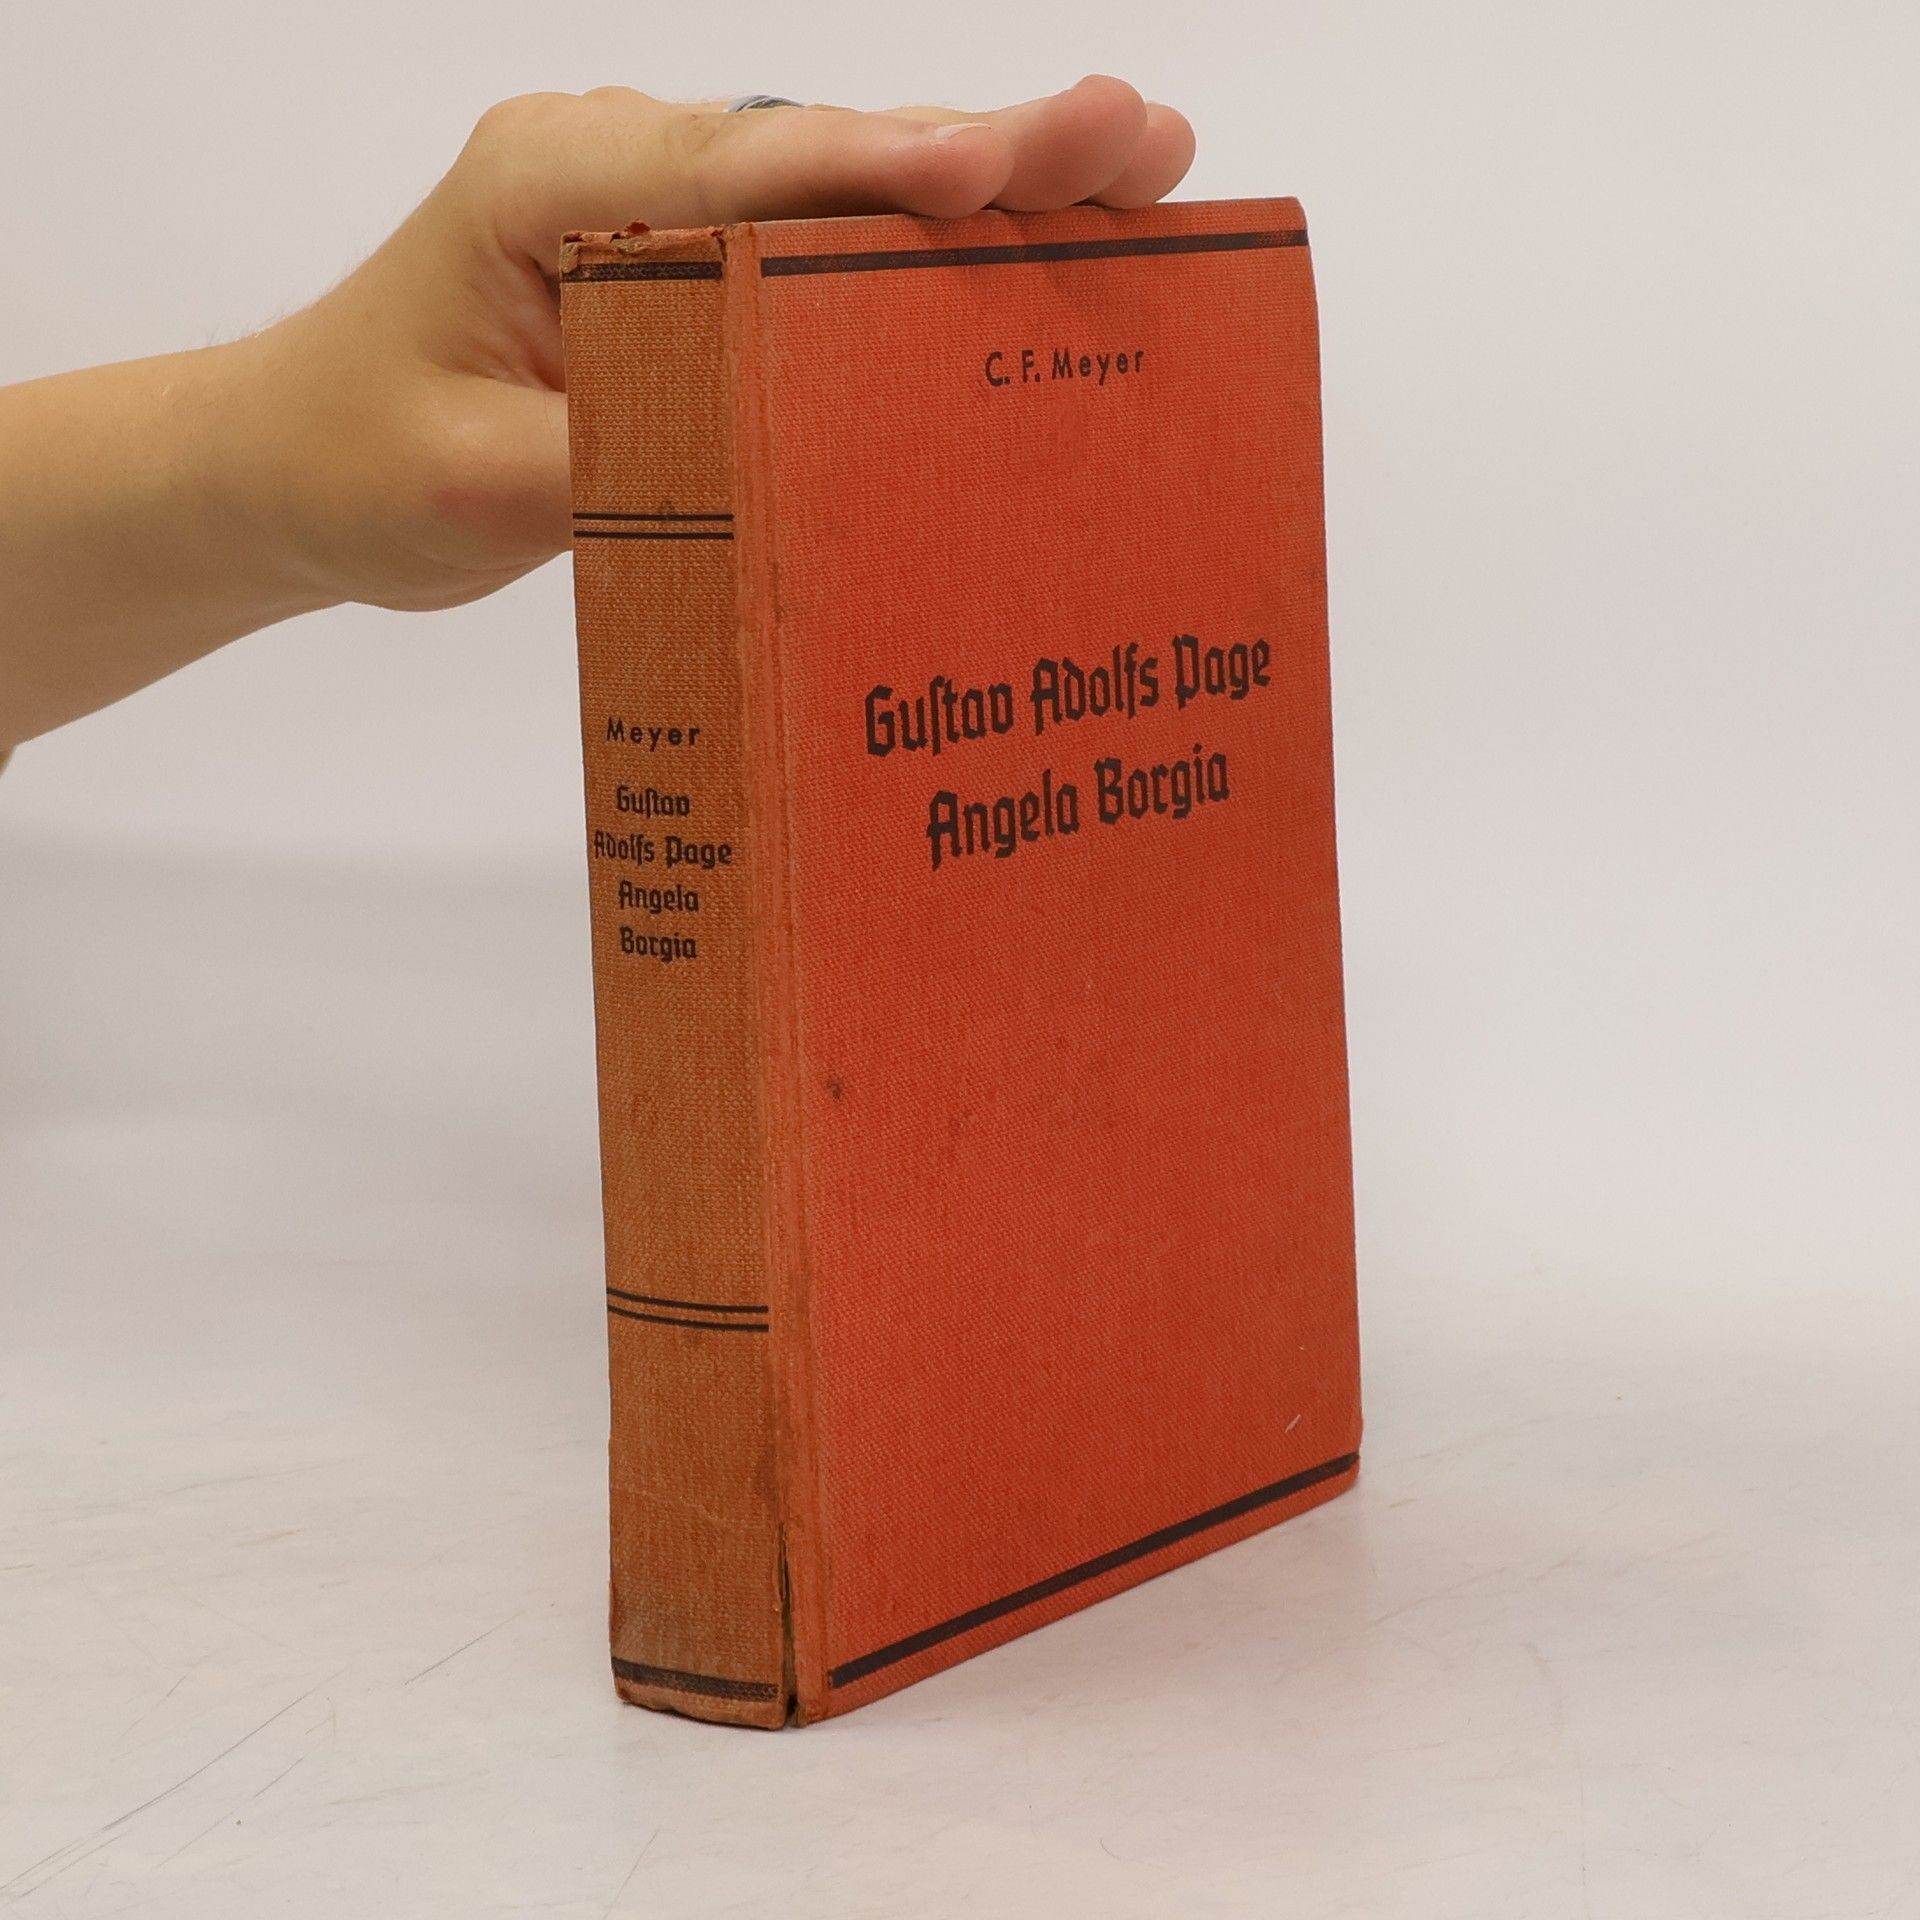 C. F. Meyer
Guſtav Adolfs Page
Angela Borgia
Meyer
Guſtav
Adolfs Page
Angela
Borgia